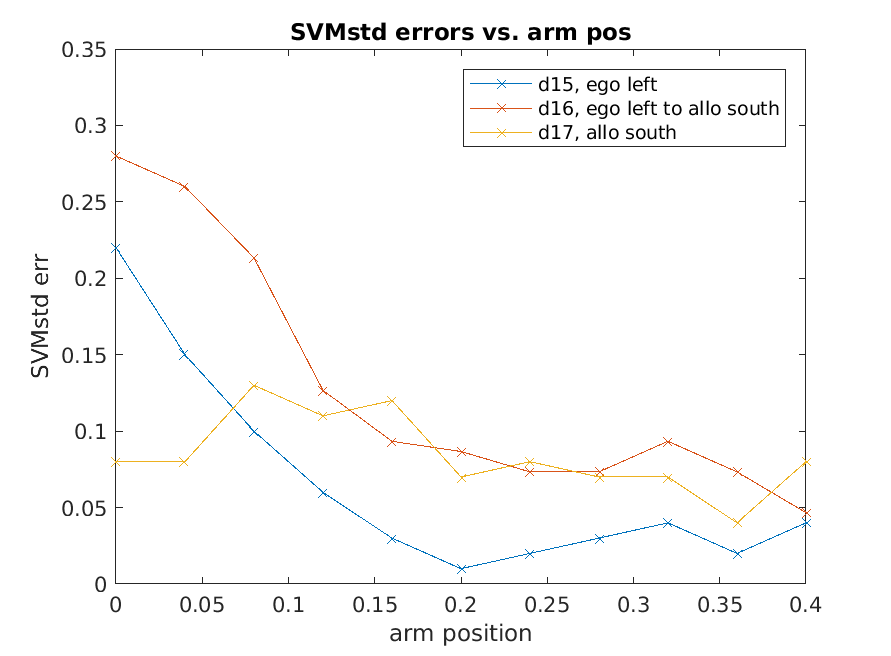 SVMstd errors vs. arm pos
d15, ego left
d16, ego left to allo south
d17, allo south
SVMstd err
0.35
0.3
0.25
0.2
0.15
0.1
0.05
0
0 0.05 0.1 0.15 0.2 0.25 0.3 0.35 0.4
arm position